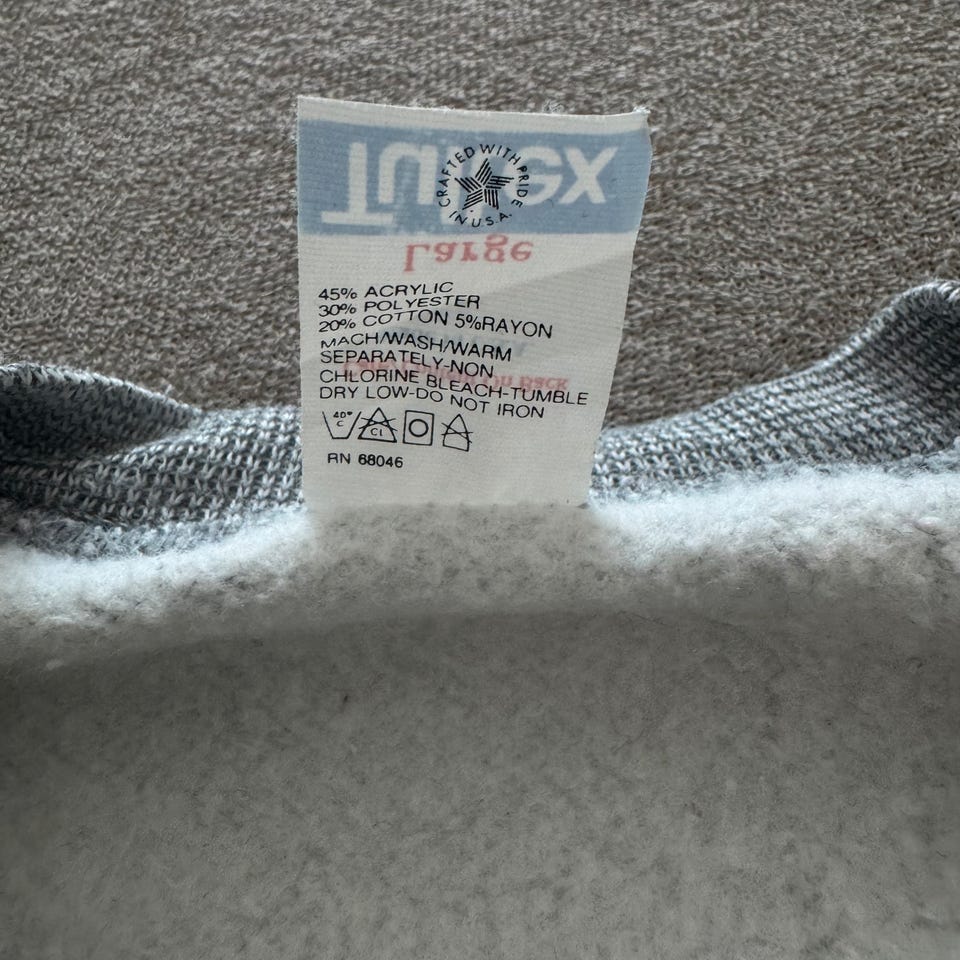 Tultex
CRAFTED WITH PRIDE
IN U.S.A.
Large
45% ACRYLIC
30% POLYESTER
20% COTTON 5%RAYON
MACH/WASH/WARM
SEPARATELY-NON
CHLORINE BLEACH-TUMBLE
DRY LOW-DO NOT IRON
40°
C
CL
RN 68046